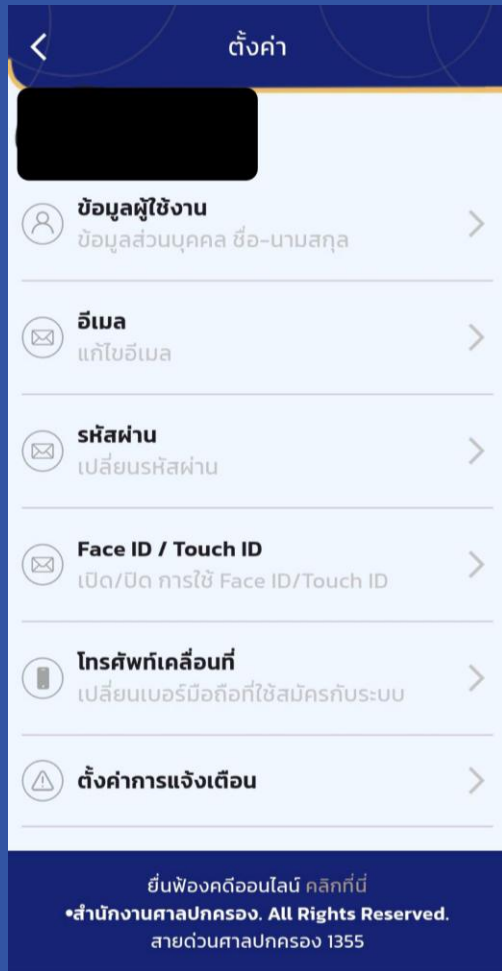 ตั้งค่า
ข้อมูลผู้ใช้งาน
ข้อมูลส่วนบุคคล ชื่อ-นามสกุล
อีเมล
แก้ไขอีเมล
รหัสผ่าน
เปลี่ยนรหัสผ่าน
Face ID / Touch ID
เปิด/ปิด การใช้ Face ID/Touch ID
โทรศัพท์เคลื่อนที่
เปลี่ยนเบอร์มือถือที่ใช้สมัครกับระบบ
ตั้งค่าการแจ้งเตือน
ยื่นฟ้องคดีออนไลน์ คลิกที่นี่
•สำนักงานศาลปกครอง. All Rights Reserved.
สายด่วนศาลปกครอง 1355